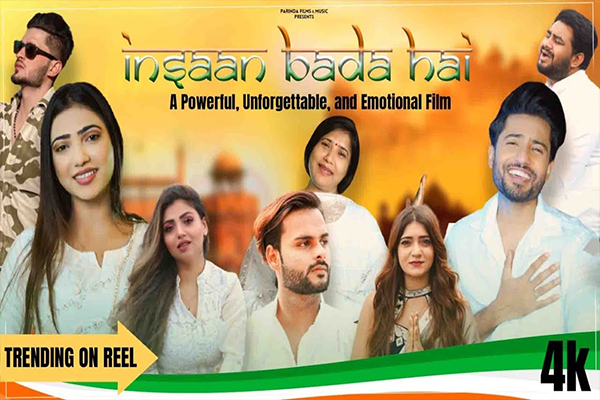 PARINDA FILMS & MUSIC
PRESENTS
insaan bada hai
A Powerful, Unforgettable, and Emotional Film
TRENDING ON REEL
4k